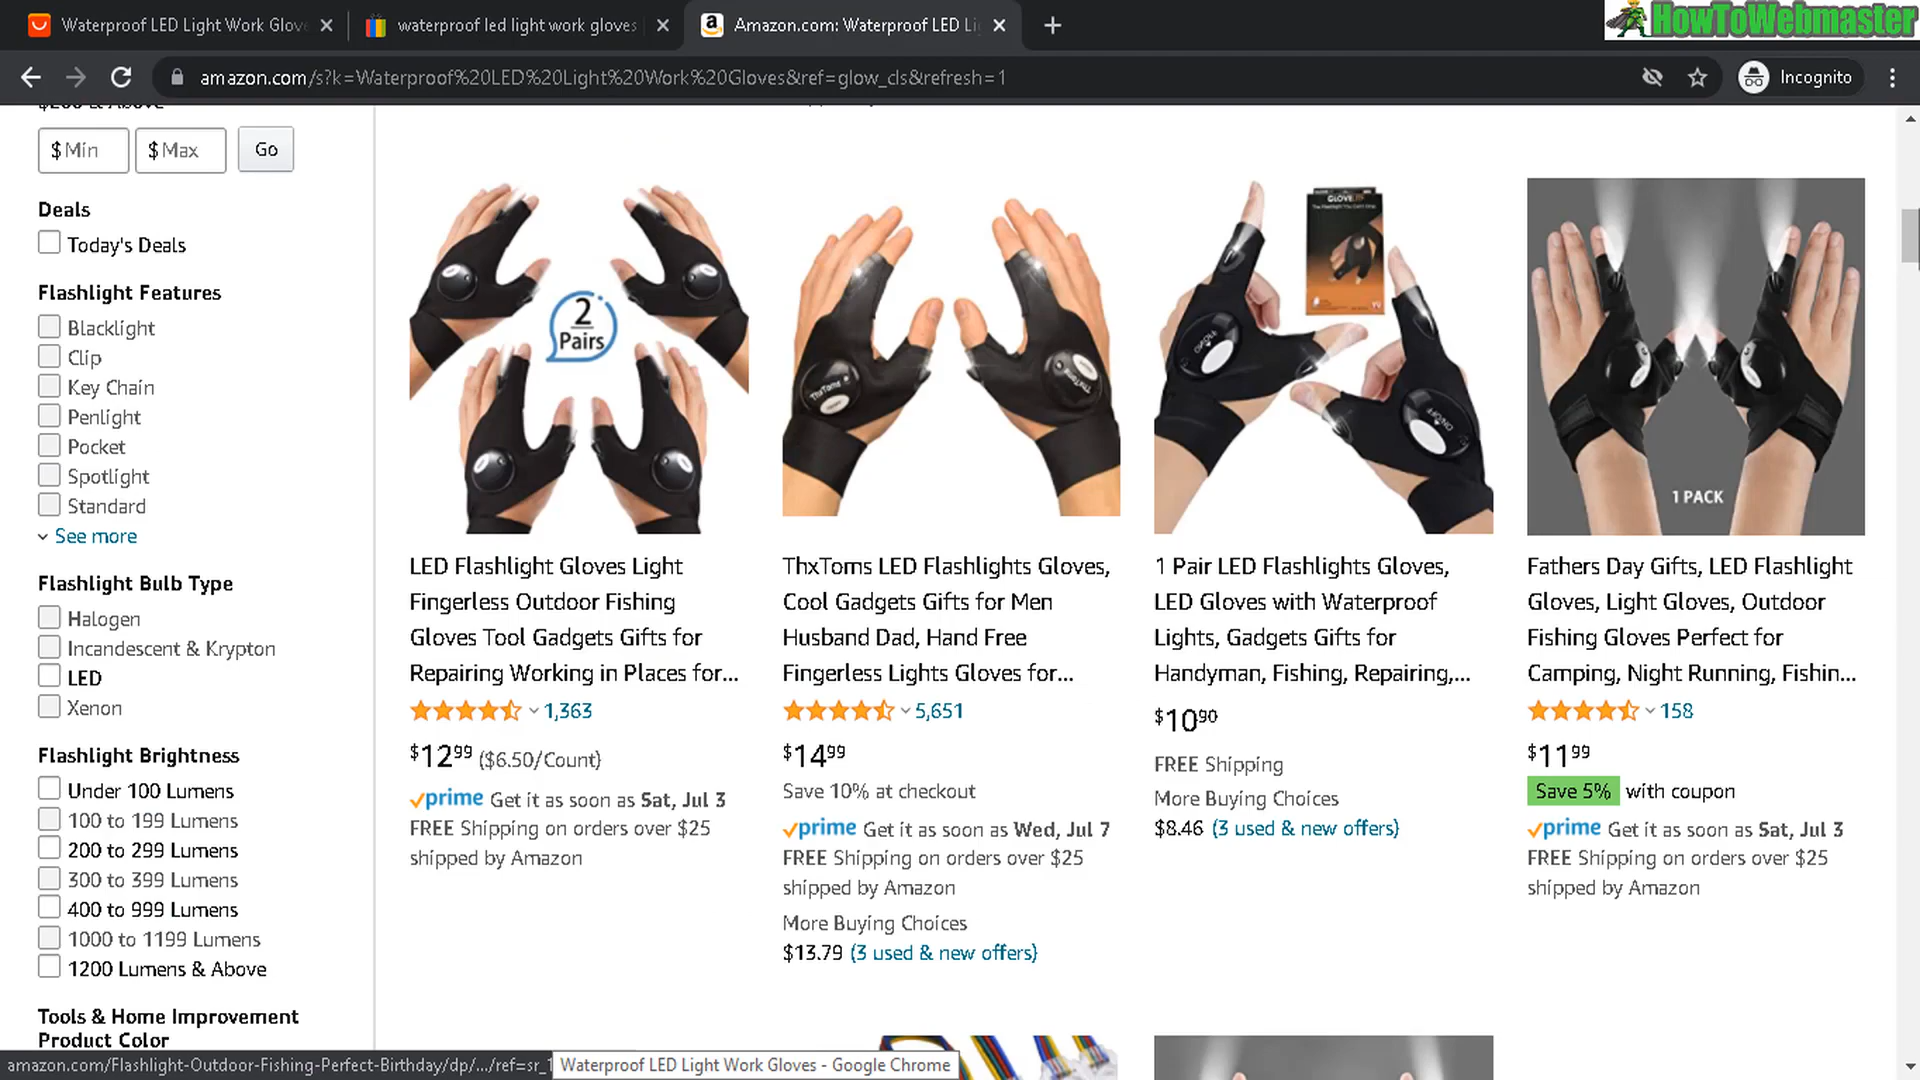 Waterproof LED Light Work Glove
waterproof led light work gloves
Amazon.com: Waterproof LED Li
HowToWebmaster
amazon.com/s?k=Waterproof%20LED%20Light%20Work%20Gloves&ref=glow_cls&refresh=1
Incognito
$200 & Above
$ Min
$ Max
Go
Deals
Today's Deals
Flashlight Features
Blacklight
Clip
Key Chain
Penlight
Pocket
Spotlight
Standard
See more
Flashlight Bulb Type
Halogen
Incandescent & Krypton
LED
Xenon
Flashlight Brightness
Under 100 Lumens
100 to 199 Lumens
200 to 299 Lumens
300 to 399 Lumens
400 to 999 Lumens
1000 to 1199 Lumens
1200 Lumens & Above
Tools & Home Improvement
Product Color
2
Pairs
LED Flashlight Gloves Light
Fingerless Outdoor Fishing
Gloves Tool Gadgets Gifts for
Repairing Working in Places for...
1,363
$12.99 ($6.50/Count)
prime Get it as soon as Sat, Jul 3
FREE Shipping on orders over $25
shipped by Amazon
ThxToms
ThxToms
ThxToms LED Flashlights Gloves,
Cool Gadgets Gifts for Men
Husband Dad, Hand Free
Fingerless Lights Gloves for...
5,651
$14.99
Save 10% at checkout
prime Get it as soon as Wed, Jul 7
FREE Shipping on orders over $25
shipped by Amazon
More Buying Choices
$13.79 (3 used & new offers)
GLOVE
ON/OFF
ON/OFF
1 Pair LED Flashlights Gloves,
LED Gloves with Waterproof
Lights, Gadgets Gifts for
Handyman, Fishing, Repairing,...
$10.90
FREE Shipping
More Buying Choices
$8.46 (3 used & new offers)
1 PACK
Fathers Day Gifts, LED Flashlight
Gloves, Light Gloves, Outdoor
Fishing Gloves Perfect for
Camping, Night Running, Fishin...
158
$11.99
Save 5% with coupon
prime Get it as soon as Sat, Jul 3
FREE Shipping on orders over $25
shipped by Amazon
amazon.com/Flashlight-Outdoor-Fishing-Perfect-Birthday/dp/.../ref=sr_1
Waterproof LED Light Work Gloves - Google Chrome